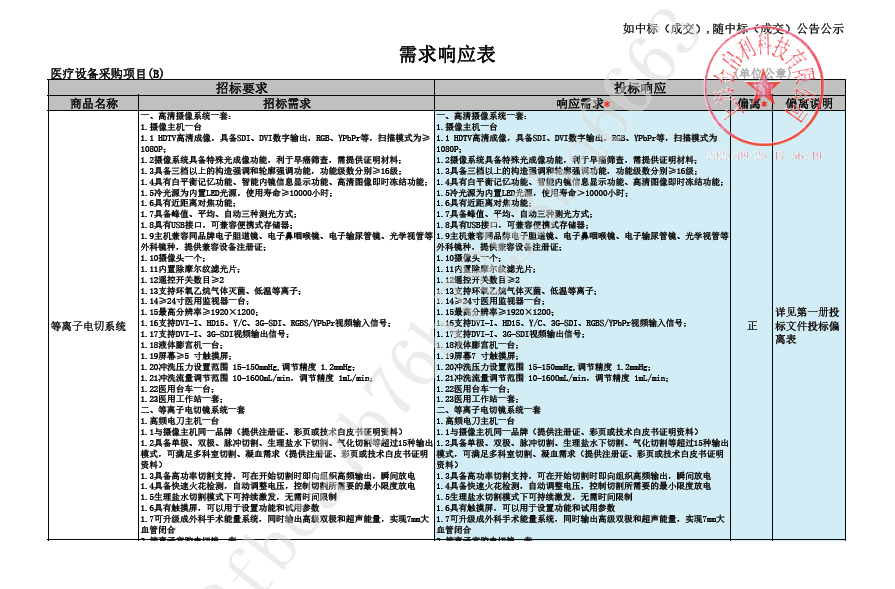 如中标（成交）,随中标（成交）公告公示
需求响应表
医疗设备采购项目(B)
(单位公章)
招标要求 投标响应
商品名称 招标需求 响应需求* 偏离* 偏离说明
等离子电切系统
一、高清摄像系统一套:
1.摄像主机一台
1.1 HDTV高清成像，具备SDI、DVI数字输出，RGB、YPbPr等，扫描模式为≥
1080P;
1.2摄像系统具备特殊光成像功能，利于早癌筛查，需提供证明材料;
1.3具备三档以上的构造强调和轮廓强调功能，功能级数分别≥16级;
1.4具有白平衡记忆功能、智能内镜信息显示功能、高清图像即时冻结功能;
1.5冷光源为内置LED光源，使用寿命≥10000小时;
1.6具有近距离对焦功能;
1.7具备峰值、平均、自动三种测光方式;
1.8具有USB接口，可兼容便携式存储器;
1.9主机兼容同品牌电子胆道镜、电子鼻咽喉镜、电子输尿管镜、光学视管等
外科镜种，提供兼容设备注册证;
1.10摄像头一个;
1.11内置除摩尔纹滤光片;
1.12遥控开关数目≥2
1.13支持环氧乙烷气体灭菌、低温等离子;
1.14≥24寸医用监视器一台;
1.15最高分辨率≥1920×1200;
1.16支持DVI-I、HD15、Y/C、3G-SDI、RGBS/YPbPr视频输入信号;
1.17支持DVI-I、3G-SDI视频输出信号;
1.18液体膨宫机一台;
1.19屏幕≥5 寸触摸屏;
1.20冲洗压力设置范围 15-150mmHg,调节精度 1.2mmHg;
1.21冲洗流量调节范围 10-1600mL/min，调节精度 1mL/min;
1.22医用台车一台;
1.23医用工作站一套;
二、等离子电切镜系统一套
1.高频电刀主机一台
1.1与摄像主机同一品牌（提供注册证、彩页或技术白皮书证明资料）
1.2具备单极、双极、脉冲切割、生理盐水下切割、气化切割等超过15种输出
模式，可满足多科室切割、凝血需求（提供注册证、彩页或技术白皮书证明
资料）
1.3具备高功率切割支持，可在开始切割时即向组织高频输出，瞬间放电
1.4具备快速火花检测，自动调整电压，控制切割所需要的最小限度放电
1.5生理盐水切割模式下可持续激发，无需时间限制
1.6具有触摸屏，可以用于设置功能和试用参数
1.7可升级成外科手术能量系统，同时输出高级双极和超声能量，实现7mm大
血管闭合
一、高清摄像系统一套:
1.摄像主机一台
1.1 HDTV高清成像，具备SDI、DVI数字输出，RGB、YPbPr等，扫描模式为
1080P;
1.2摄像系统具备特殊光成像功能，利于早癌筛查，需提供证明材料;
1.3具备三档以上的构造强调和轮廓强调功能，功能级数分别≥16级;
1.4具有白平衡记忆功能、智能内镜信息显示功能、高清图像即时冻结功能;
1.5冷光源为内置LED光源，使用寿命＞10000小时;
1.6具有近距离对焦功能;
1.7具备峰值、平均、自动三种测光方式;
1.8具有USB接口，可兼容便携式存储器;
1.9主机兼容同品牌电子胆道镜、电子鼻咽喉镜、电子输尿管镜、光学视管等
外科镜种，提供兼容设备注册证;
1.10摄像头一个;
1.11内置除摩尔纹滤光片;
1.12遥控开关数目≥2
1.13支持环氧乙烷气体灭菌、低温等离子;
1.14≥24寸医用监视器一台;
1.15最高分辨率≥1920×1200;
1.16支持DVI-I、HD15、Y/C、3G-SDI、RGBS/YPbPr视频输入信号;
1.17支持DVI-I、3G-SDI视频输出信号;
1.18液体膨宫机一台;
1.19屏幕7 寸触摸屏;
1.20冲洗压力设置范围 15-150mmHg,调节精度 1.2mmHg;
1.21冲洗流量调节范围 10-1600mL/min，调节精度 1mL/min;
1.22医用台车一台;
1.23医用工作站一套;
二、等离子电切镜系统一套
1.高频电刀主机一台
1.1与摄像主机同一品牌（提供注册证、彩页或技术白皮书证明资料）
1.2具备单极、双极、脉冲切割、生理盐水下切割、气化切割等超过15种输出
模式，可满足多科室切割、凝血需求（提供注册证、彩页或技术白皮书证明
资料）
1.3具备高功率切割支持，可在开始切割时即向组织高频输出，瞬间放电
1.4具备快速火花检测，自动调整电压，控制切割所需要的最小限度放电
1.5生理盐水切割模式下可持续激发，无需时间限制
1.6具有触摸屏，可以用于设置功能和试用参数
1.7可升级成外科手术能量系统，同时输出高级双极和超声能量，实现7mm大
血管闭合
正
详见第一册投
标文件投标偏
离表